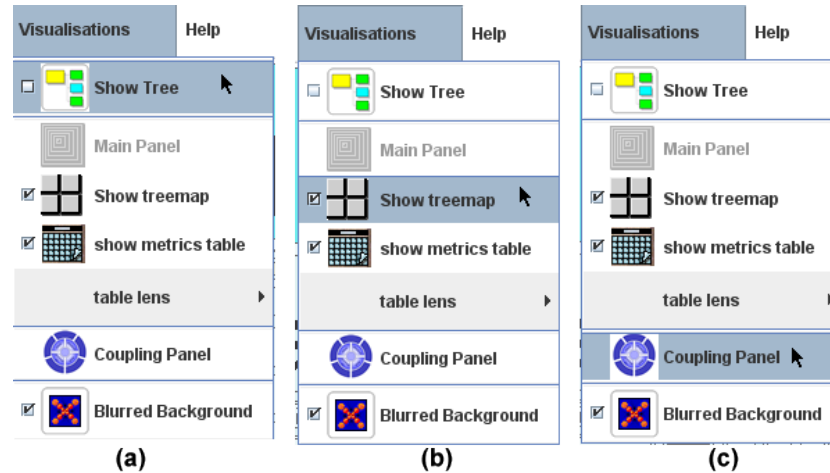 Visualisations Help
Show Tree
Main Panel
Show treemap
show metrics table
table lens
Coupling Panel
Blurred Background
(a)
Visualisations Help
Show Tree
Main Panel
Show treemap
show metrics table
table lens
Coupling Panel
Blurred Background
(b)
Visualisations Help
Show Tree
Main Panel
Show treemap
show metrics table
table lens
Coupling Panel
Blurred Background
(c)